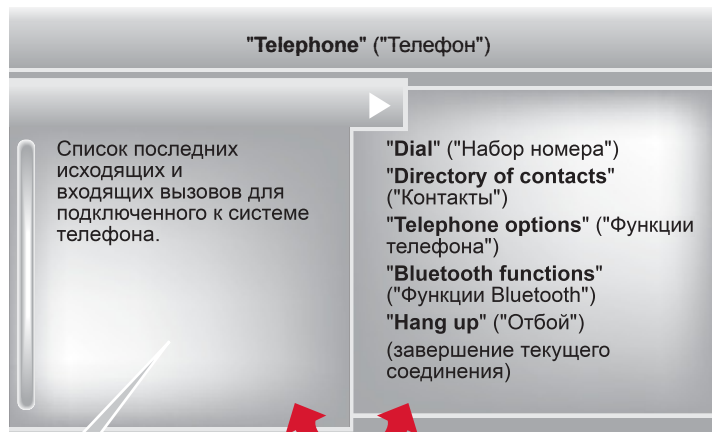 "Telephone" ("Телефон")
Список последних
исходящих и
входящих вызовов для
подключенного к системе
телефона.
"Dial" ("Набор номера")
"Directory of contacts"
("Контакты")
"Telephone options" ("Функции
телефона")
"Bluetooth functions"
("Функции Bluetooth")
"Hang up" ("Отбой")
(завершение текущего
соединения)